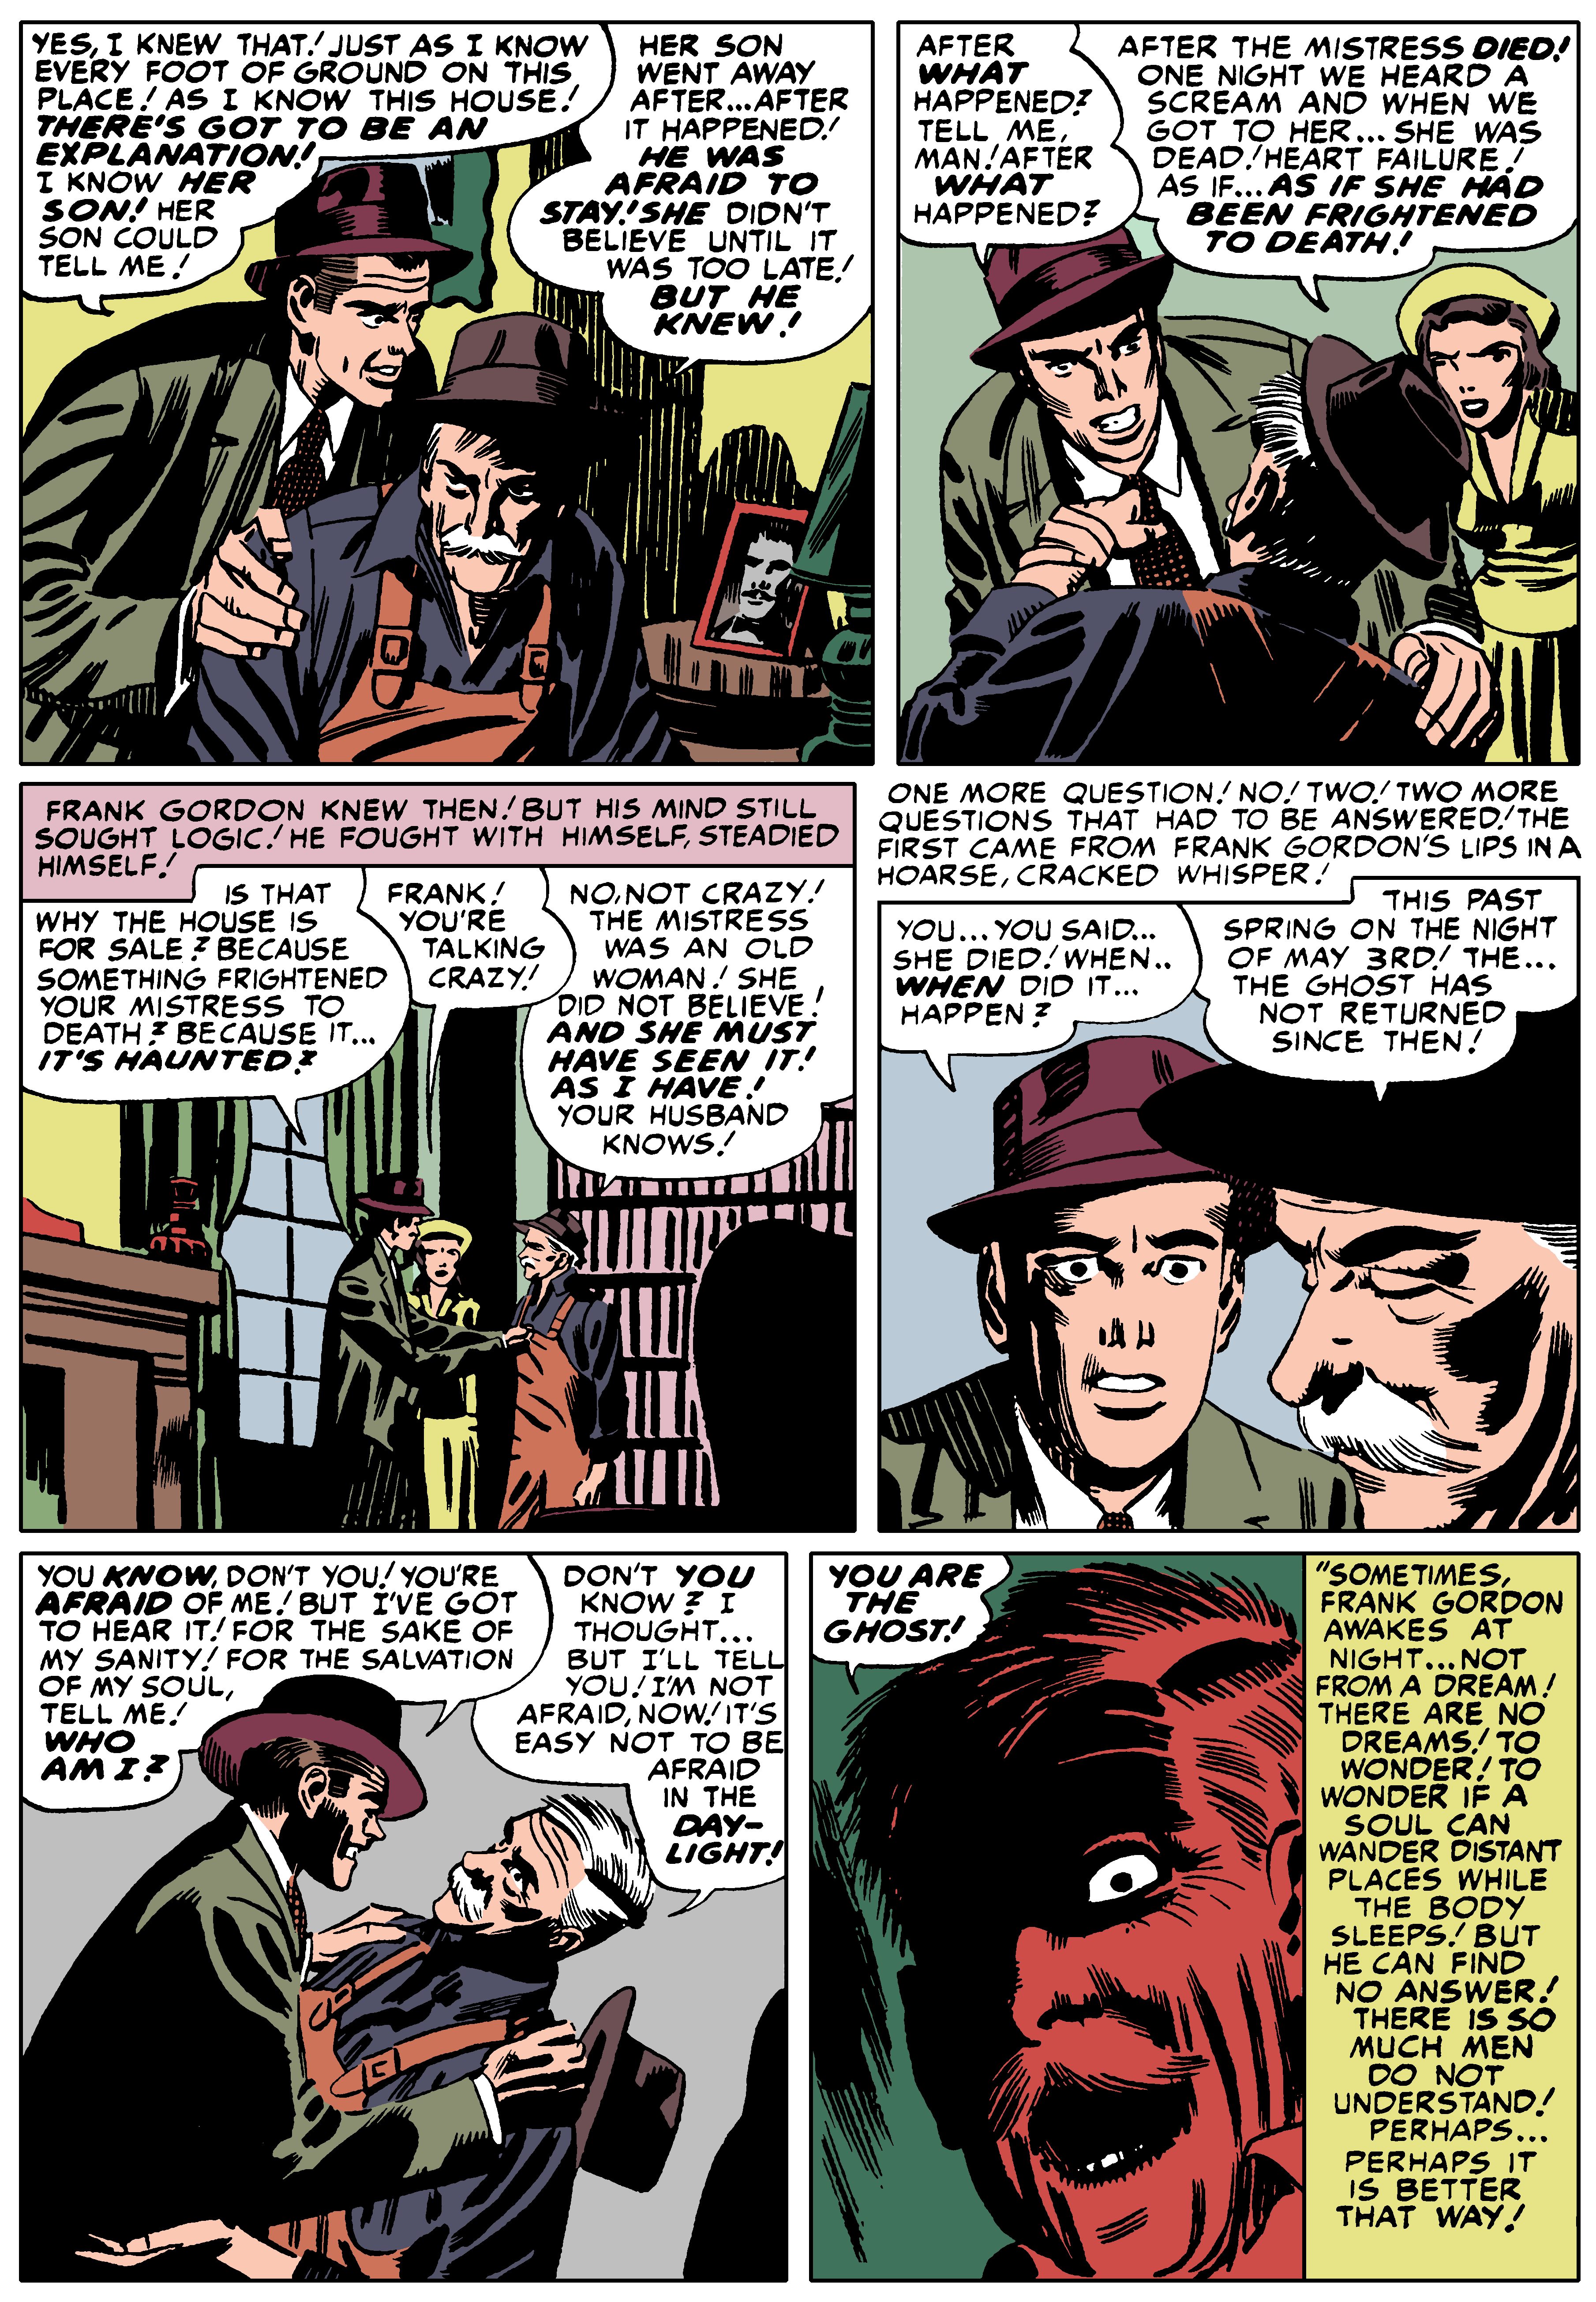 YES, I KNEW THAT! JUST AS I KNOW
EVERY FOOT OF GROUND ON THIS
PLACE! AS I KNOW THIS HOUSE!
THERE'S GOT TO BE AN
EXPLANATION!
I KNOW HER
SON! HER
SON COULD
TELL ME!
HER SON
WENT AWAY
AFTER...AFTER
IT HAPPENED!
HE WAS
AFRAID TO
STAY! SHE DIDN'T
BELIEVE UNTIL IT
WAS TOO LATE!
BUT HE
KNEW!
AFTER
WHAT
HAPPENED?
TELL ME,
MAN! AFTER
WHAT
HAPPENED?
AFTER THE MISTRESS DIED!
ONE NIGHT WE HEARD A
SCREAM AND WHEN WE
GOT TO HER... SHE WAS
DEAD! HEART FAILURE!
AS IF... AS IF SHE HAD
BEEN FRIGHTENED
TO DEATH!
FRANK GORDON KNEW THEN! BUT HIS MIND STILL
SOUGHT LOGIC! HE FOUGHT WITH HIMSELF, STEADIED
HIMSELF!
IS THAT
WHY THE HOUSE IS
FOR SALE? BECAUSE
SOMETHING FRIGHTENED
YOUR MISTRESS TO
DEATH? BECAUSE IT...
IT'S HAUNTED?
FRANK!
YOU'RE
TALKING
CRAZY!
NO, NOT CRAZY!
THE MISTRESS
WAS AN OLD
WOMAN! SHE
DID NOT BELIEVE!
AND SHE MUST
HAVE SEEN IT!
AS I HAVE!
YOUR HUSBAND
KNOWS!
ONE MORE QUESTION! NO! TWO! TWO MORE
QUESTIONS THAT HAD TO BE ANSWERED! THE
FIRST CAME FROM FRANK GORDON'S LIPS IN A
HOARSE, CRACKED WHISPER!
YOU...YOU SAID...
SHE DIED! WHEN..
WHEN DID IT...
HAPPEN?
THIS PAST
SPRING ON THE NIGHT
OF MAY 3RD! THE...
THE GHOST HAS
NOT RETURNED
SINCE THEN!
YOU KNOW, DON'T YOU! YOU'RE
AFRAID OF ME! BUT I'VE GOT
TO HEAR IT! FOR THE SAKE OF
MY SANITY! FOR THE SALVATION
OF MY SOUL,
TELL ME!
WHO
AM I?
DON'T YOU
KNOW? I
THOUGHT...
BUT I'LL TELL
YOU! I'M NOT
AFRAID, NOW! IT'S
EASY NOT TO BE
AFRAID
IN THE
DAY-
LIGHT!
YOU ARE
THE
GHOST!
"SOMETIMES,
FRANK GORDON
AWAKES AT
NIGHT...NOT
FROM A DREAM!
THERE ARE NO
DREAMS! TO
WONDER! TO
WONDER IF A
SOUL CAN
WANDER DISTANT
PLACES WHILE
THE BODY
SLEEPS! BUT
HE CAN FIND
NO ANSWER!
THERE IS SO
MUCH MEN
DO NOT
UNDERSTAND!
PERHAPS...
PERHAPS IT
IS BETTER
THAT WAY!